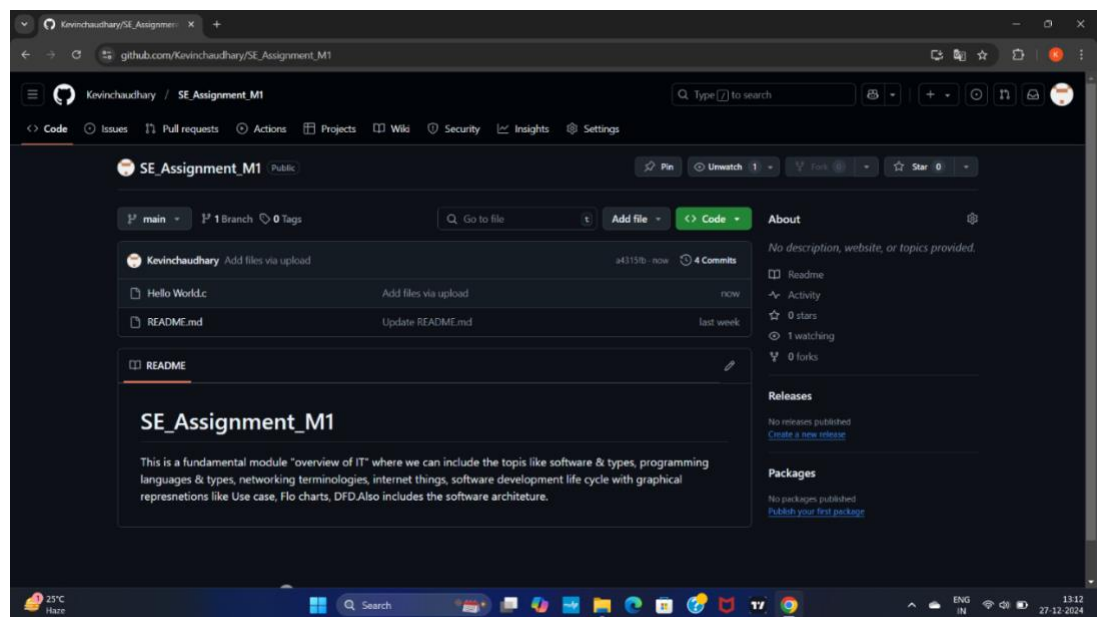 Kevinchaudhary/SE_Assignmen
github.com/Kevinchaudhary/SE_Assignment_M1
K
Kevinchaudhary / SE_Assignment_M1
Type / to search
Code Issues Pull requests Actions Projects Wiki Security Insights Settings
SE_Assignment_M1 Public
Pin Unwatch 1 Fork 0 Star 0
main 1 Branch 0 Tags Go to file t Add file Code
About
No description, website, or topics provided.
Kevinchaudhary Add files via upload a4315fb · now 4 Commits
Readme
Hello World.c Add files via upload now
Activity
0 stars
README.md Update README.md last week
1 watching
0 forks
README
Releases
No releases published
Create a new release
SE_Assignment_M1
This is a fundamental module "overview of IT" where we can include the topis like software & types, programming
languages & types, networking terminologies, internet things, software development life cycle with graphical
represnetions like Use case, Flo charts, DFD.Also includes the software architeture.
Packages
No packages published
Publish your first package
25°C
Haze
Search
ENG
IN
13:12
27-12-2024